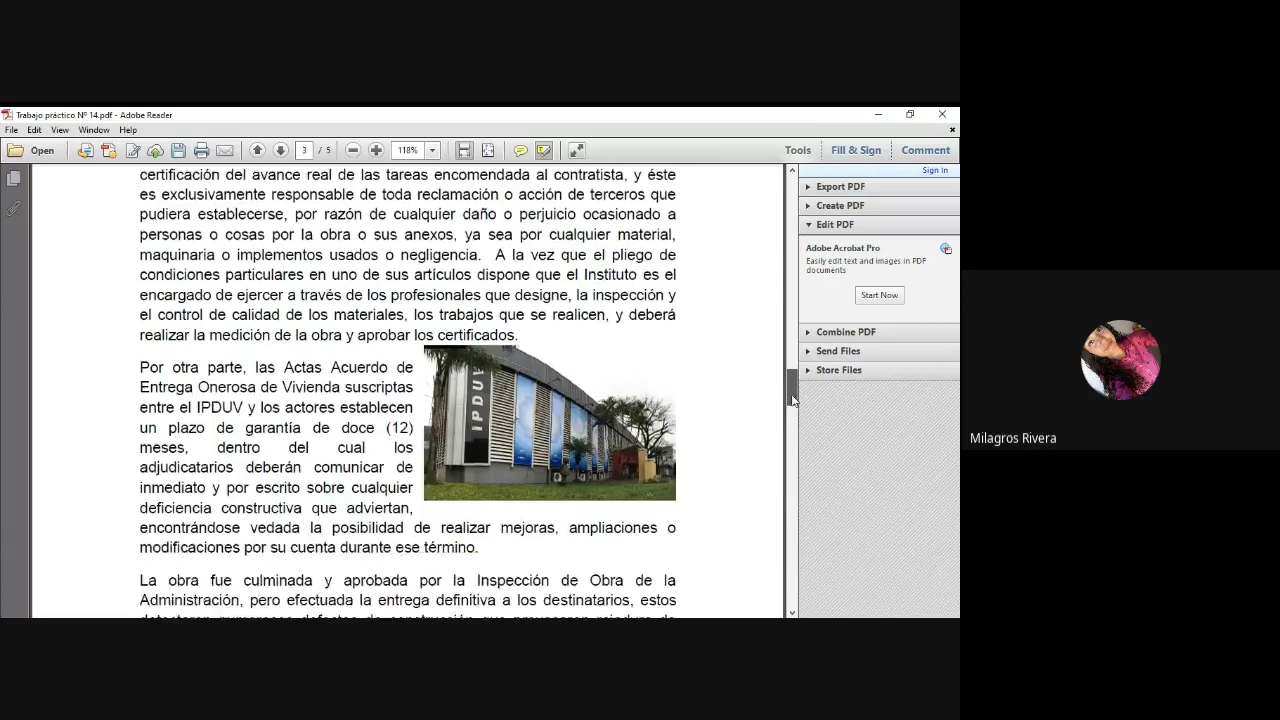 Trabajo práctico Nº 14.pdf - Adobe Reader
File Edit View Window Help
Open 3 / 5 118% Tools Fill & Sign Comment
Sign In
Export PDF
Create PDF
Edit PDF
Adobe Acrobat Pro
Easily edit text and images in PDF
documents
Start Now
Combine PDF
Send Files
Store Files
certificación del avance real de las tareas encomendada al contratista, y éste
es exclusivamente responsable de toda reclamación o acción de terceros que
pudiera establecerse, por razón de cualquier daño o perjuicio ocasionado a
personas o cosas por la obra o sus anexos, ya sea por cualquier material,
maquinaria o implementos usados o negligencia. A la vez que el pliego de
condiciones particulares en uno de sus artículos dispone que el Instituto es el
encargado de ejercer a través de los profesionales que designe, la inspección y
el control de calidad de los materiales, los trabajos que se realicen, y deberá
realizar la medición de la obra y aprobar los certificados.
Por otra parte, las Actas Acuerdo de
Entrega Onerosa de Vivienda suscriptas
entre el IPDUV y los actores establecen
un plazo de garantía de doce (12)
meses, dentro del cual los
adjudicatarios deberán comunicar de
inmediato y por escrito sobre cualquier
deficiencia constructiva que adviertan,
encontrándose vedada la posibilidad de realizar mejoras, ampliaciones o
modificaciones por su cuenta durante ese término.
IPDUV
La obra fue culminada y aprobada por la Inspección de Obra de la
Administración, pero efectuada la entrega definitiva a los destinatarios, estos
Milagros Rivera